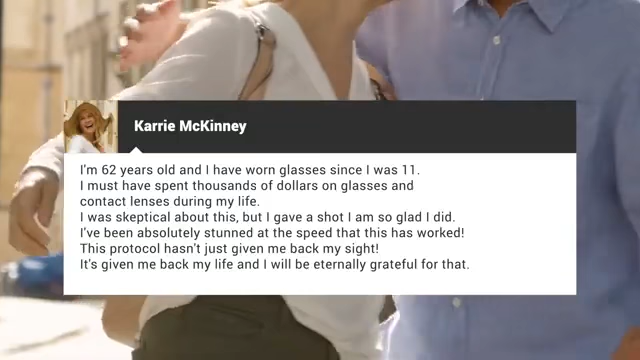 Karrie McKinney
I'm 62 years old and I have worn glasses since I was 11.
I must have spent thousands of dollars on glasses and
contact lenses during my life.
I was skeptical about this, but I gave a shot I am so glad I did.
I've been absolutely stunned at the speed that this has worked!
This protocol hasn't just given me back my sight!
It's given me back my life and I will be eternally grateful for that.